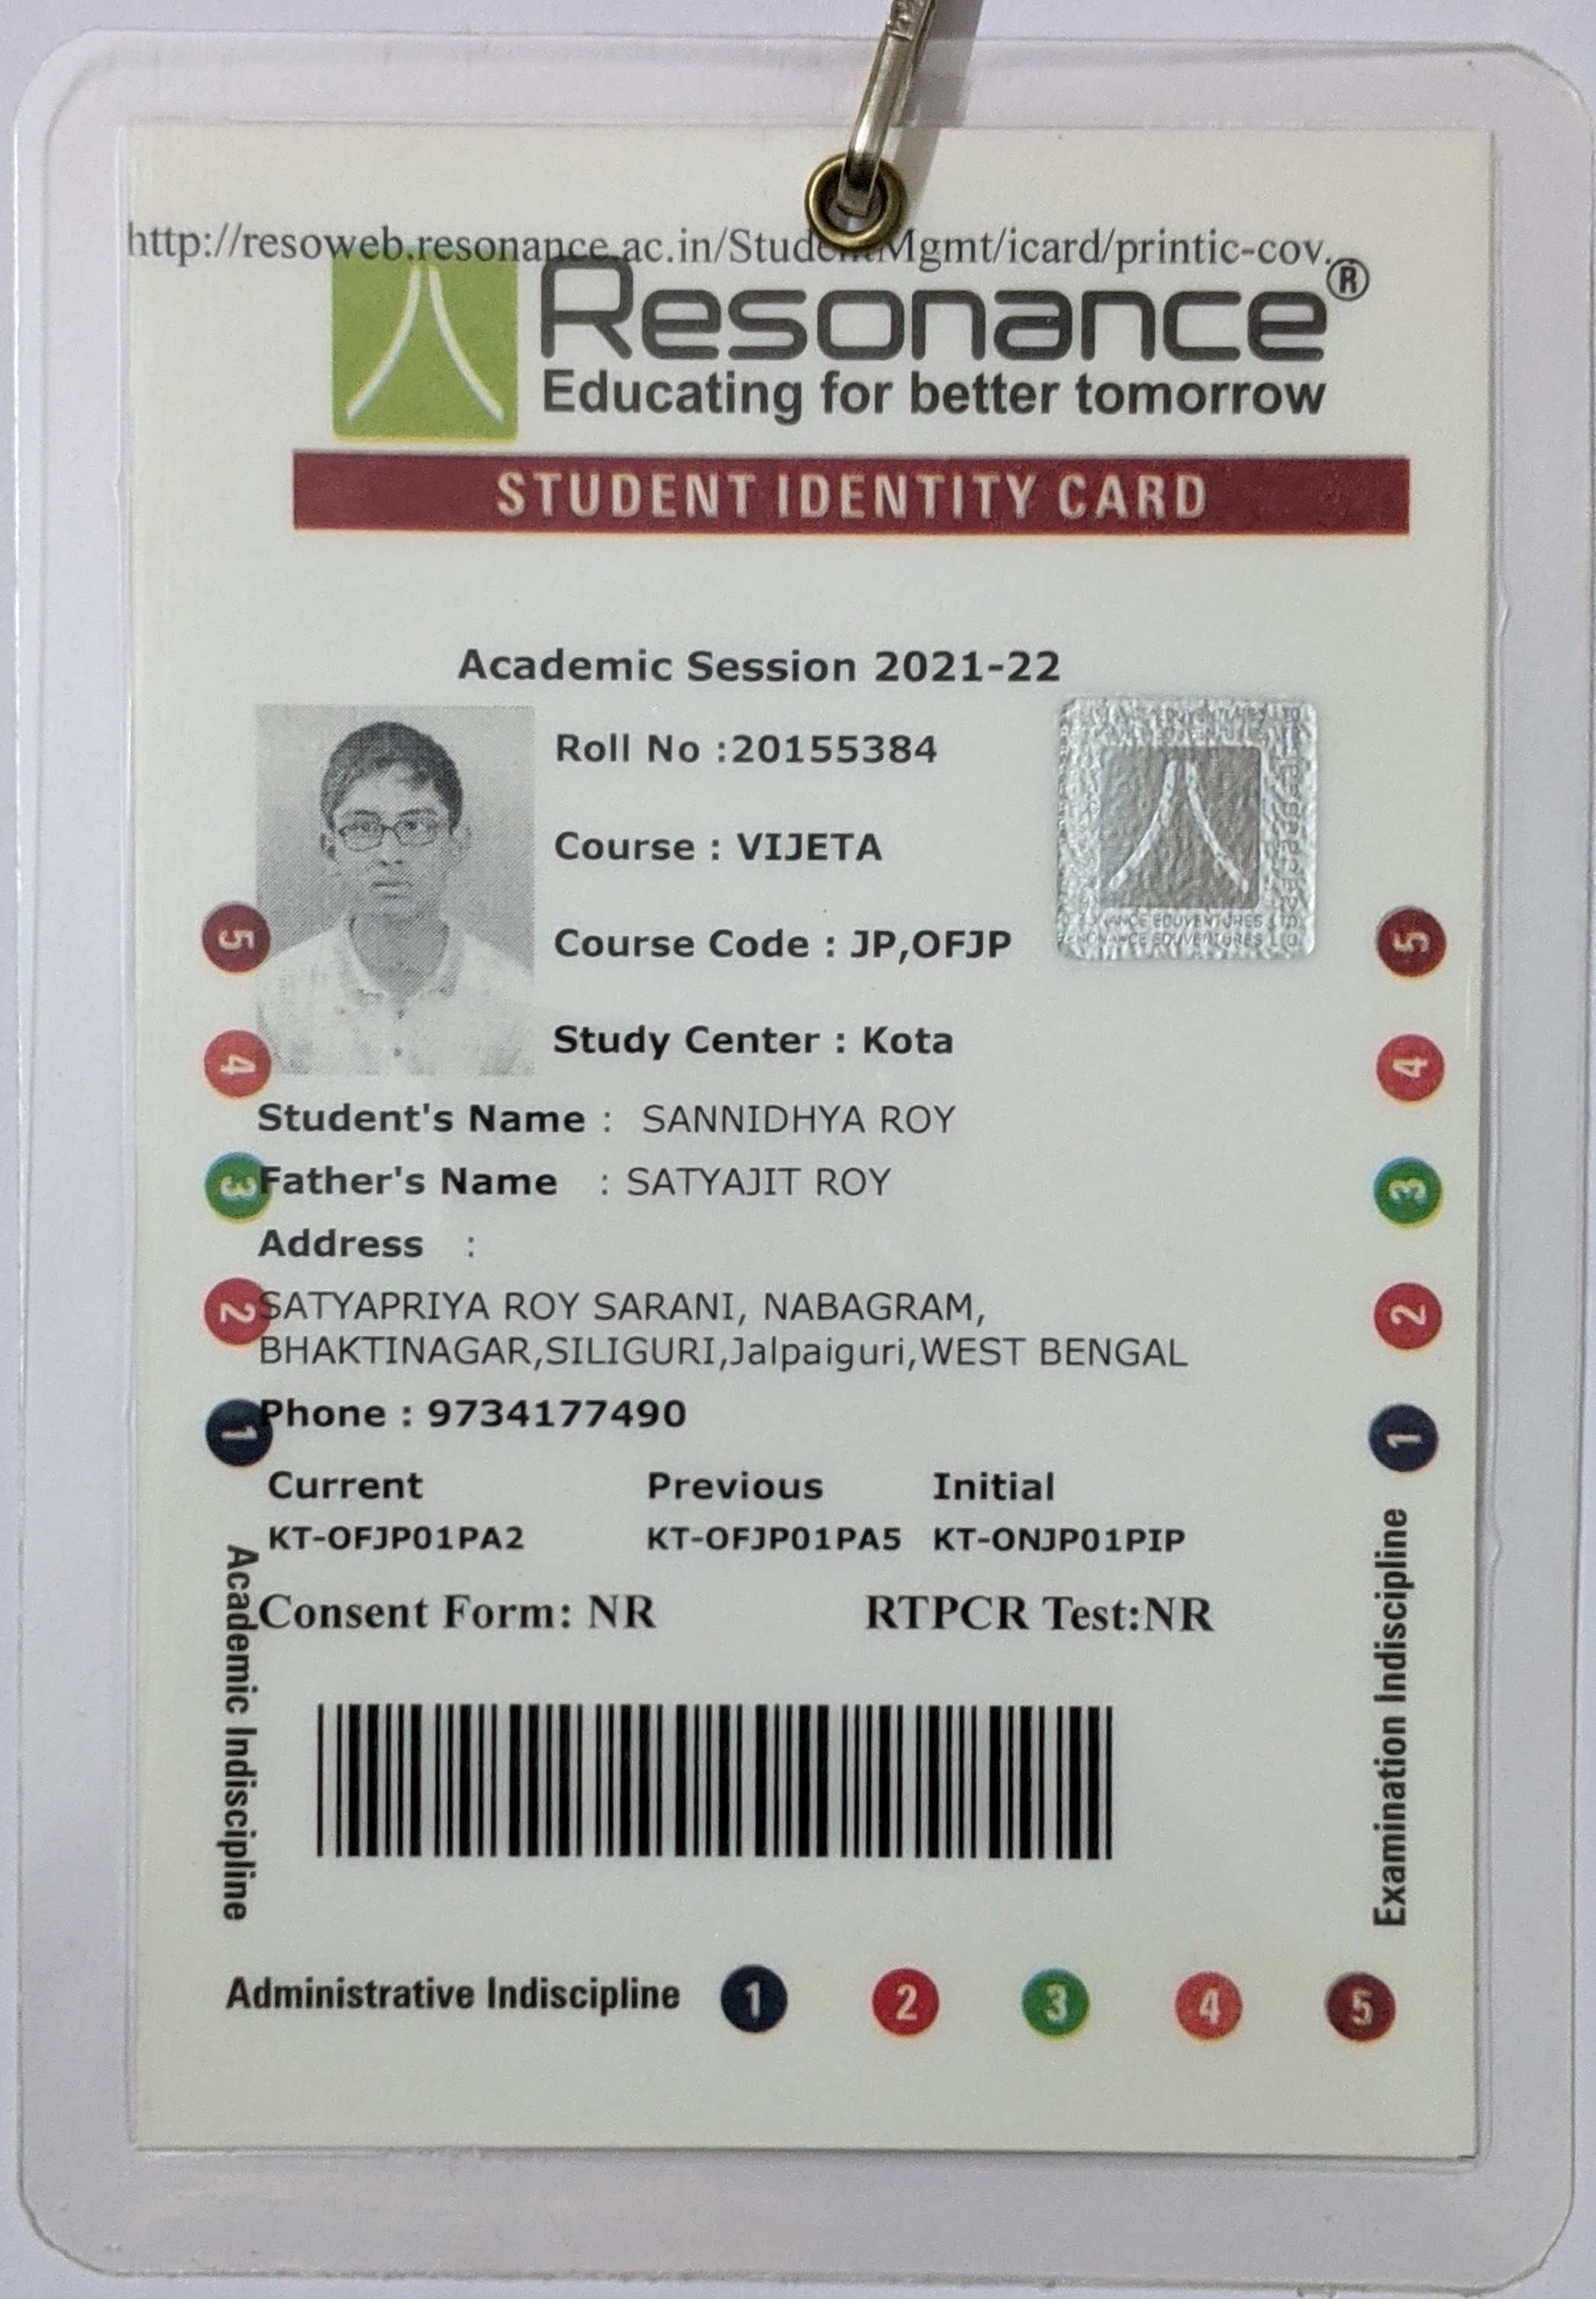 http://resoweb.resonance.ac.in/StudentMgmt/icard/printic-cov.
Resonance®
Educating for better tomorrow
STUDENT IDENTITY CARD
Academic Session 2021-22
Roll No :20155384
Course : VIJETA
Course Code : JP,OFJP
Study Center : Kota
Student's Name : SANNIDHYA ROY
Father's Name : SATYAJIT ROY
Address :
SATYAPRIYA ROY SARANI, NABAGRAM,
BHAKTINAGAR,SILIGURI,Jalpaiguri,WEST BENGAL
Phone : 9734177490
Current Previous Initial
KT-OFJP01PA2 KT-OFJP01PA5 KT-ONJP01PIP
Consent Form: NR RTPCR Test:NR
Academic Indiscipline 1 2 3 4 5
Examination Indiscipline 1 2 3 4 5
Administrative Indiscipline 1 2 3 4 5